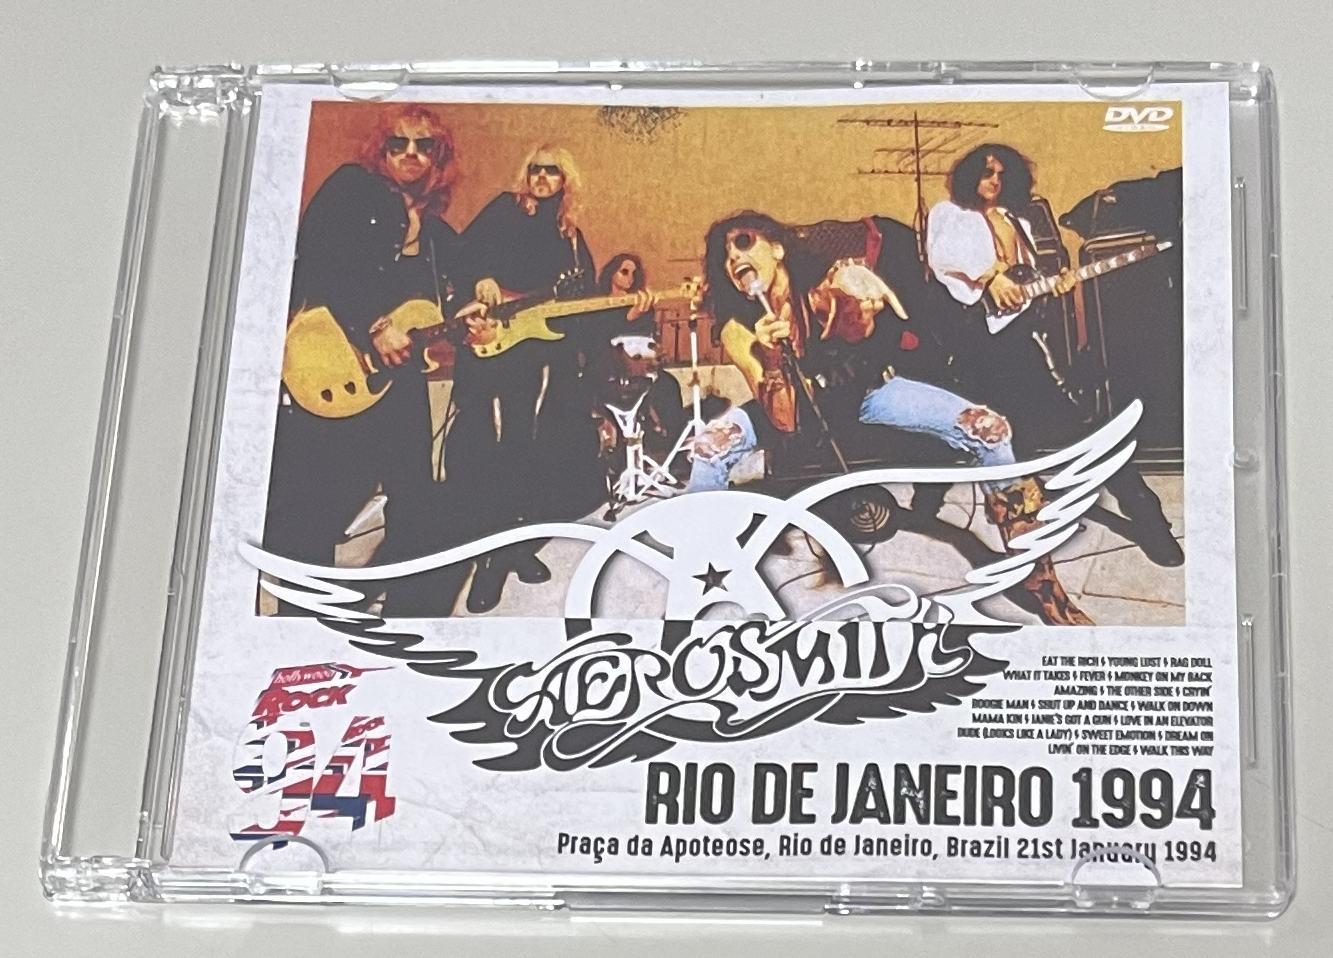 DVD
VIDEO
AEROSMITH
hollywood
ROCK
94
EAT THE RICH YOUNG LUST RAG DOLL
WHAT IT TAKES FEVER MONKEY ON MY BACK
AMAZING THE OTHER SIDE CRYIN'
BOOGIE MAN SHUT UP AND DANCE WALK ON DOWN
MAMA KIN JANIE'S GOT A GUN LOVE IN AN ELEVATOR
DUDE (LOOKS LIKE A LADY) SWEET EMOTION DREAM ON
LIVIN' ON THE EDGE WALK THIS WAY
RIO DE JANEIRO 1994
Praça da Apoteose, Rio de Janeiro, Brazil 21st January 1994